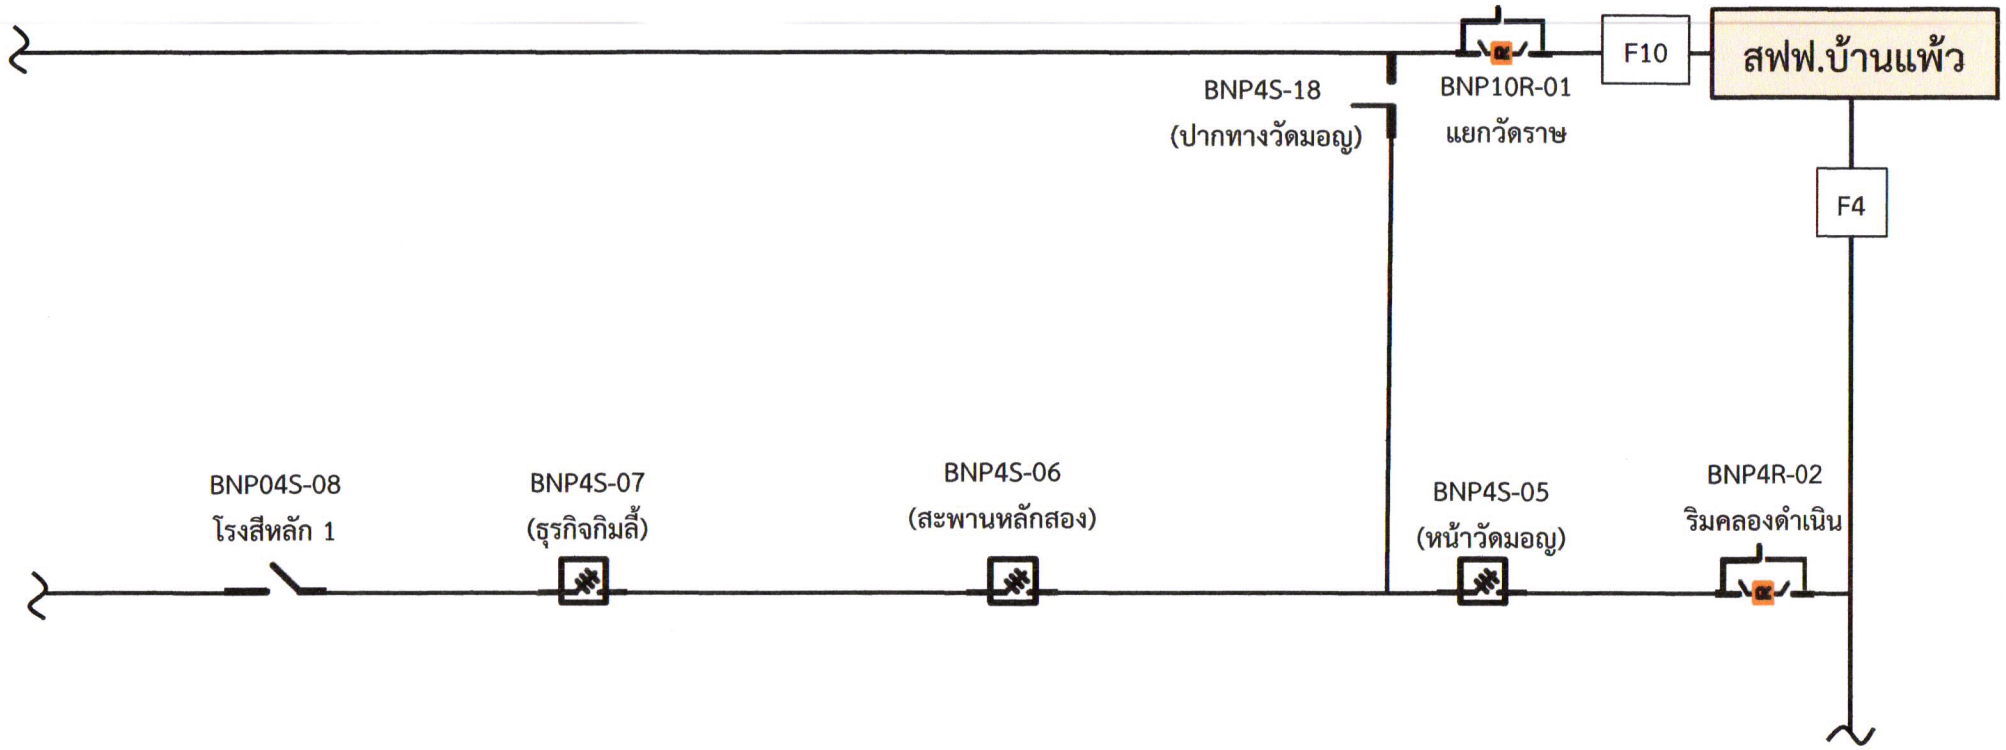 BNP4S-18
(ปากทางวัดมอญ)
R
BNP10R-01
แยกวัดราษ
F10
สฟฟ.บ้านแพ้ว
F4
BNP04S-08
โรงสีหลัก 1
BNP4S-07
(ธุรกิจกิมลี้)
BNP4S-06
(สะพานหลักสอง)
BNP4S-05
(หน้าวัดมอญ)
BNP4R-02
ริมคลองดำเนิน
R